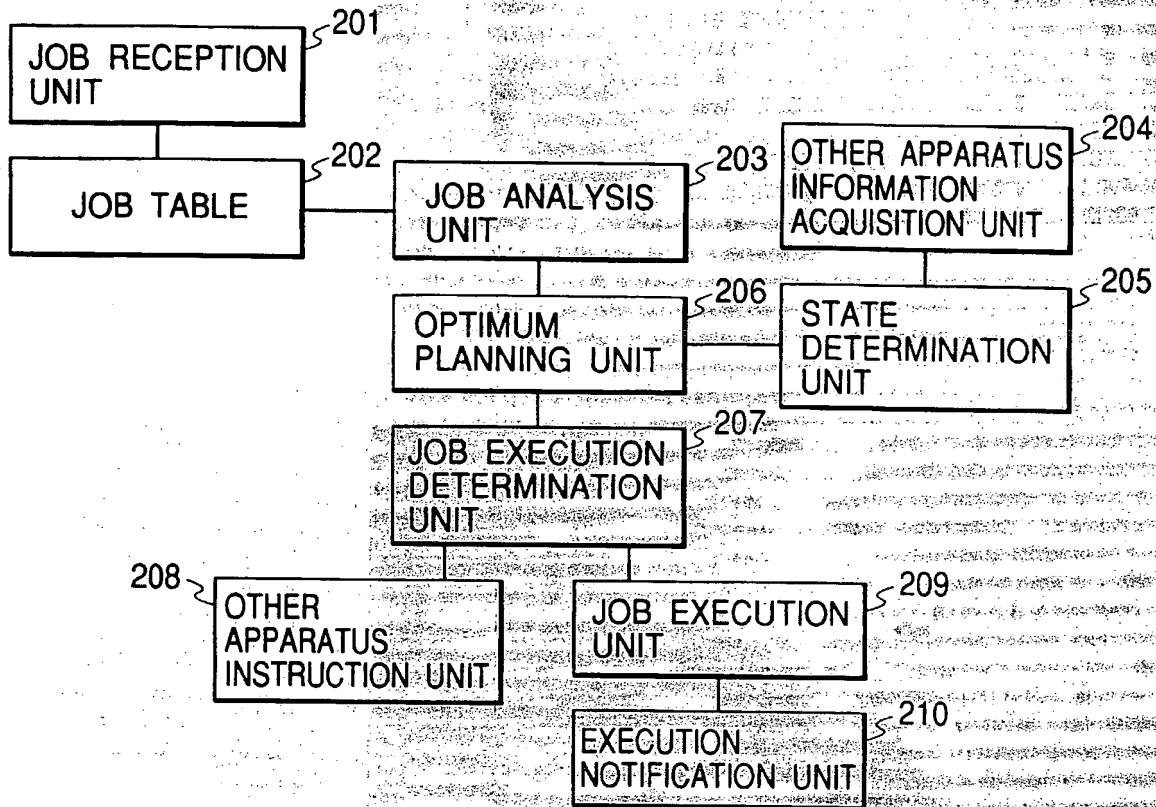 201
JOB RECEPTION
UNIT
202
JOB TABLE
203
JOB ANALYSIS
UNIT
204
OTHER APPARATUS
INFORMATION
ACQUISITION UNIT
206
OPTIMUM
PLANNING UNIT
205
STATE
DETERMINATION
UNIT
207
JOB EXECUTION
DETERMINATION
UNIT
208
OTHER
APPARATUS
INSTRUCTION UNIT
209
JOB EXECUTION
UNIT
210
EXECUTION
NOTIFICATION UNIT